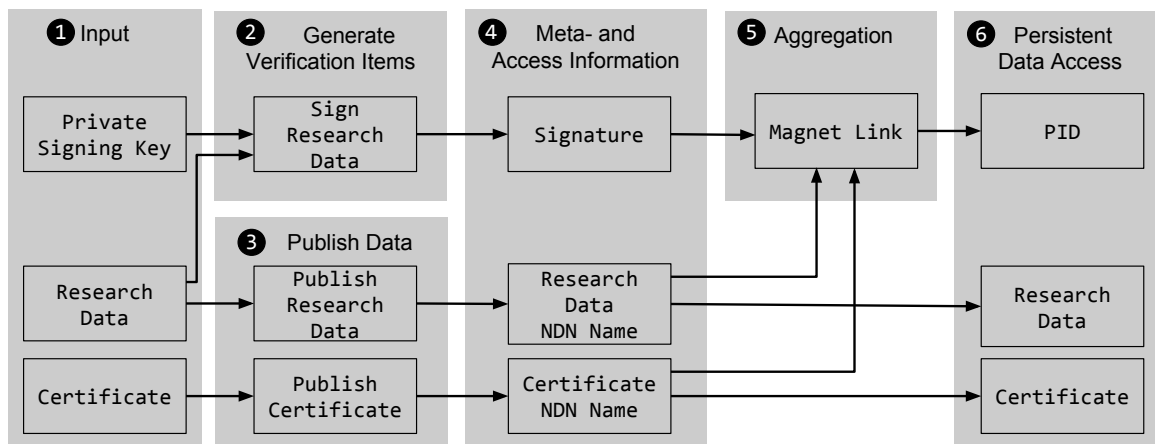 1 Input
Private
Signing Key
Research
Data
Certificate
2 Generate
Verification Items
Sign
Research
Data
3 Publish Data
Publish
Research
Data
Publish
Certificate
4 Meta- and
Access Information
Signature
Research
Data
NDN Name
Certificate
NDN Name
5 Aggregation
Magnet Link
6 Persistent
Data Access
PID
Research
Data
Certificate